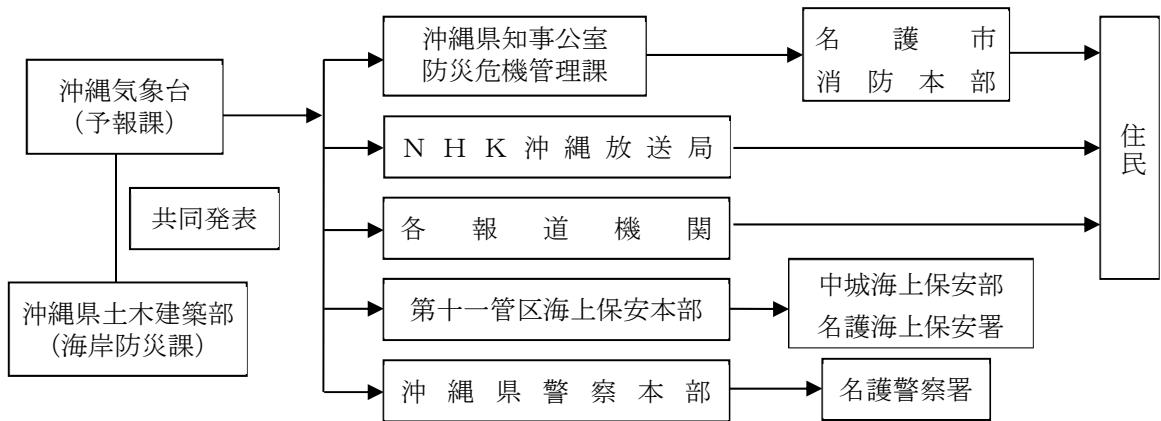 沖縄気象台
（予報課）
共同発表
沖縄県土木建築部
（海岸防災課）
沖縄県知事公室
防災危機管理課
名護市
消防本部
NHK沖縄放送局
各報道機関
第十一管区海上保安本部
中城海上保安部
名護海上保安署
沖縄県警察本部
名護警察署
住民